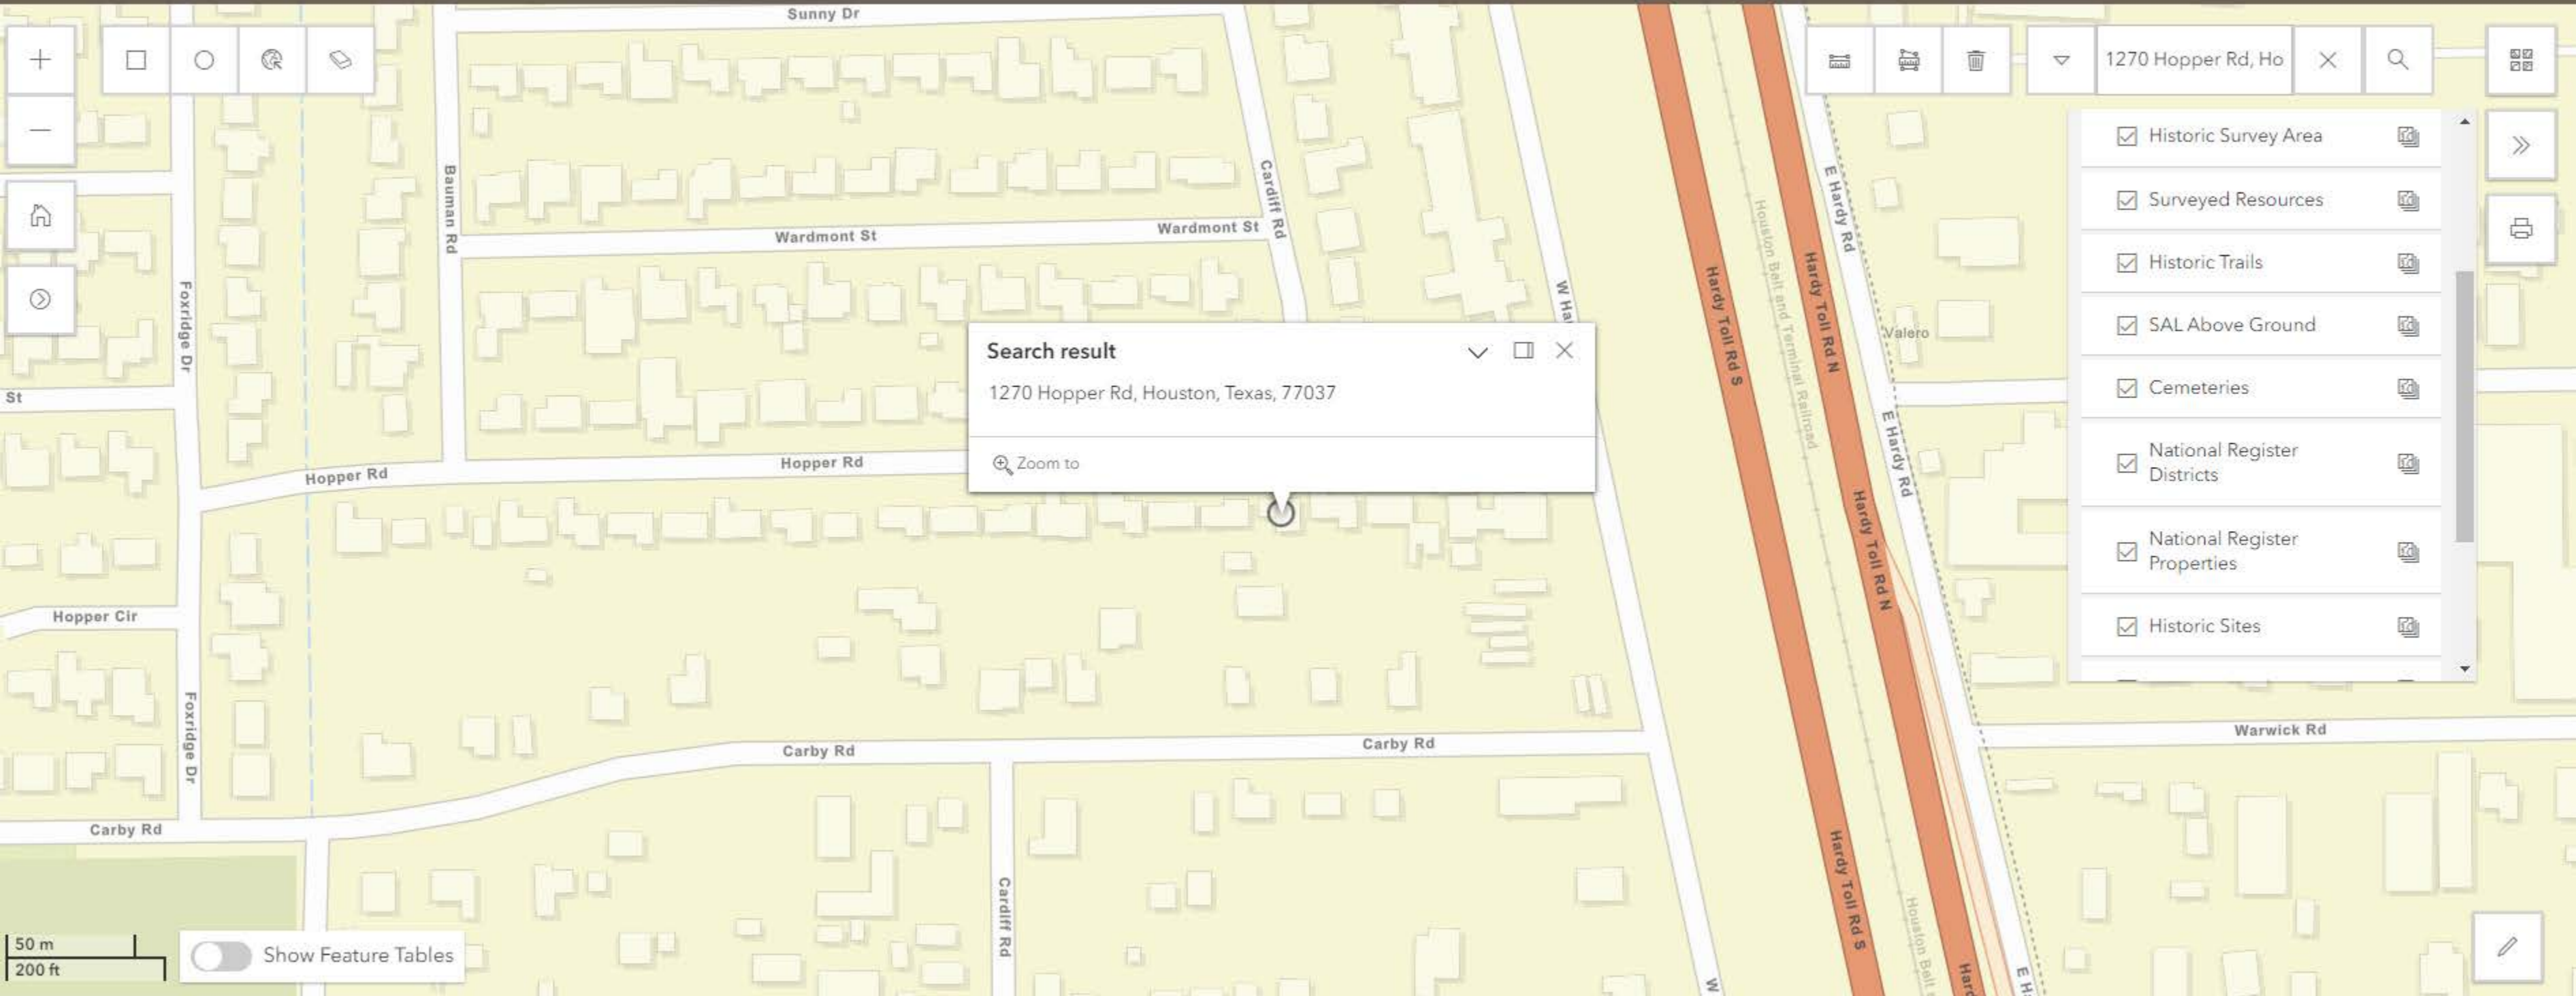 Sunny Dr
1270 Hopper Rd, Ho
Historic Survey Area
Surveyed Resources
Historic Trails
SAL Above Ground
Cemeteries
National Register
Districts
National Register
Properties
Historic Sites
Bauman Rd
Cardiff Rd
E Hardy Rd
Wardmont St
Wardmont St
Foxridge Dr
W Ha
Hardy Toll Rd S
Houston Belt and Terminal Railroad
Hardy Toll Rd N
Valero
Search result
1270 Hopper Rd, Houston, Texas, 77037
Zoom to
St
Hopper Rd
Hopper Rd
E Hardy Rd
Hardy Toll Rd N
Hopper Cir
Foxridge Dr
Carby Rd
Carby Rd
Warwick Rd
Carby Rd
Cardiff Rd
Hardy Toll Rd S
Houston Belt
Hard
E H
W
50 m
200 ft
Show Feature Tables